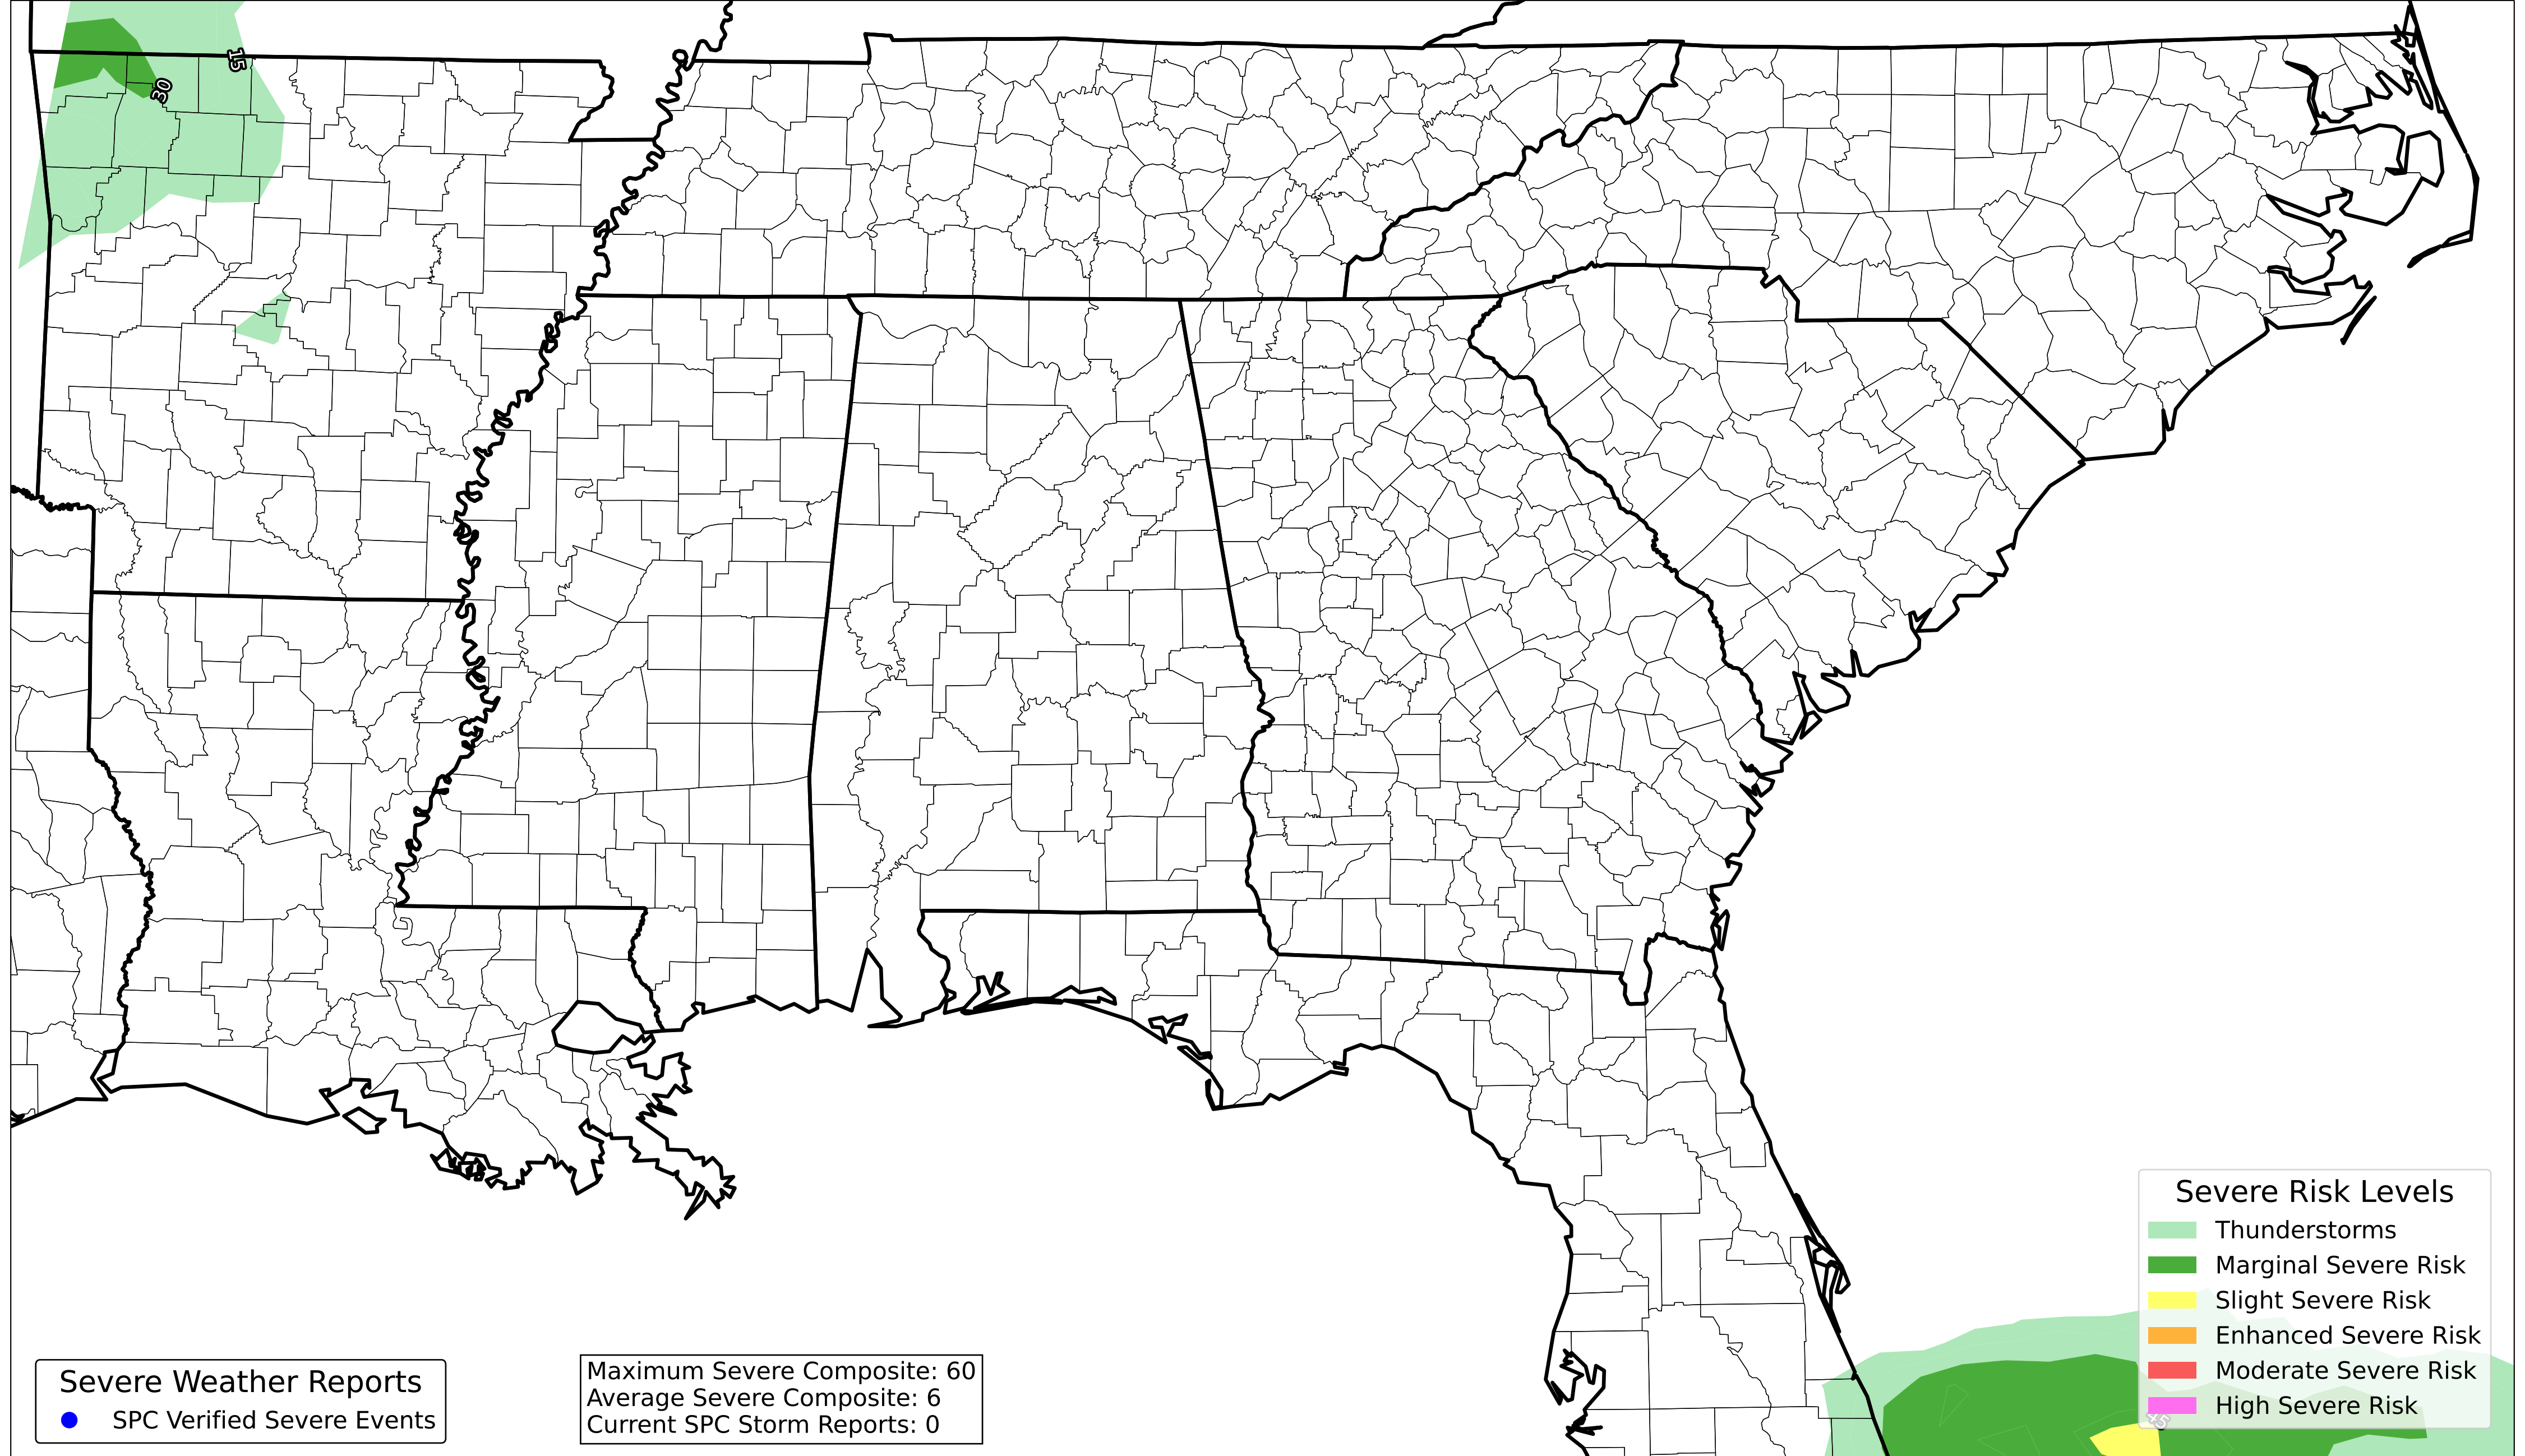 15
30
Severe Risk Levels
Thunderstorms
Marginal Severe Risk
Slight Severe Risk
Enhanced Severe Risk
Moderate Severe Risk
High Severe Risk
45
Severe Weather Reports
SPC Verified Severe Events
Maximum Severe Composite: 60
Average Severe Composite: 6
Current SPC Storm Reports: 0